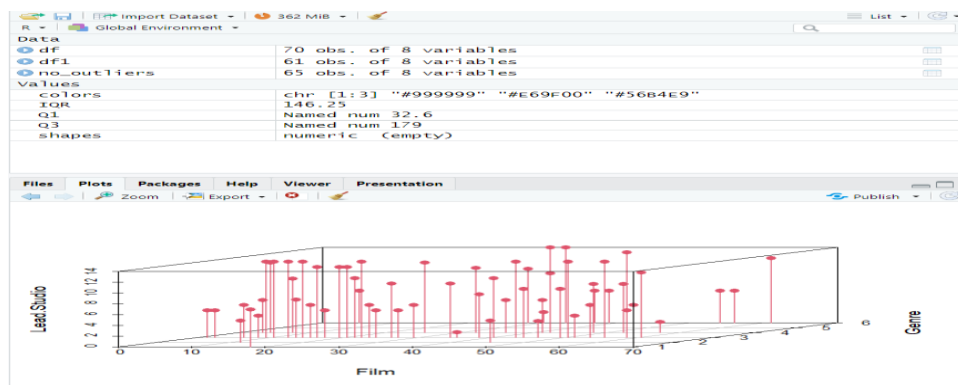 Import Dataset 362 MiB List
R Global Environment
Data
df 70 obs. of 8 variables
df1 61 obs. of 8 variables
no_outliers 65 obs. of 8 variables
Values
colors chr [1:3] "#999999" "#E69F00" "#56B4E9"
IQR 146.25
Q1 Named num 32.6
Q3 Named num 179
shapes numeric (empty)
Files Plots Packages Help Viewer Presentation
Zoom Export Publish
Lead.Studio
0 2 4 6 8 10 12 14
0 10 20 30 40 50 60 70
Film
1 2 3 4 5 6
Genre